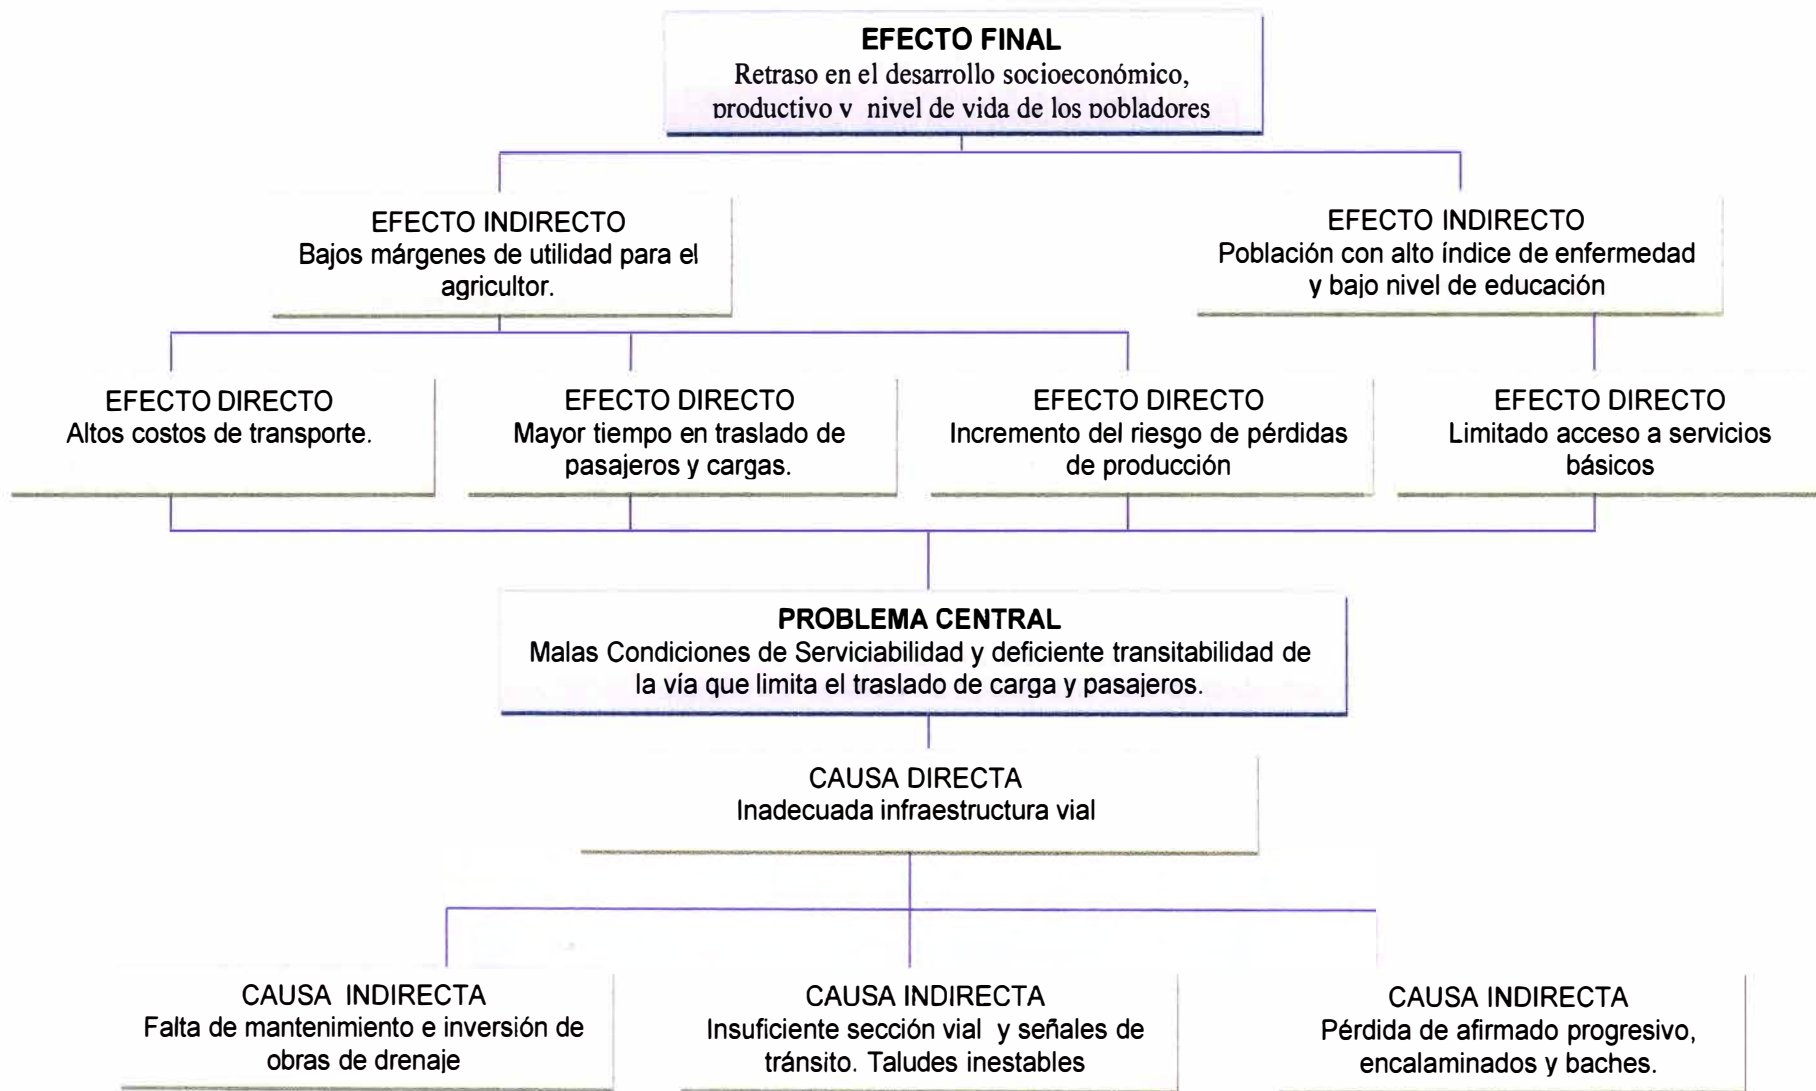 EFECTO FINAL
Retraso en el desarrollo socioeconómico,
productivo y nivel de vida de los pobladores
EFECTO INDIRECTO
Bajos márgenes de utilidad para el
agricultor.
EFECTO INDIRECTO
Población con alto índice de enfermedad
y bajo nivel de educación
EFECTO DIRECTO
Altos costos de transporte.
EFECTO DIRECTO
Mayor tiempo en traslado de
pasajeros y cargas.
EFECTO DIRECTO
Incremento del riesgo de pérdidas
de producción
EFECTO DIRECTO
Limitado acceso a servicios
básicos
PROBLEMA CENTRAL
Malas Condiciones de Serviciabilidad y deficiente transitabilidad de
la vía que limita el traslado de carga y pasajeros.
CAUSA DIRECTA
Inadecuada infraestructura vial
CAUSA INDIRECTA
Falta de mantenimiento e inversión de
obras de drenaje
CAUSA INDIRECTA
Insuficiente sección vial y señales de
tránsito. Taludes inestables
CAUSA INDIRECTA
Pérdida de afirmado progresivo,
encalaminados y baches.